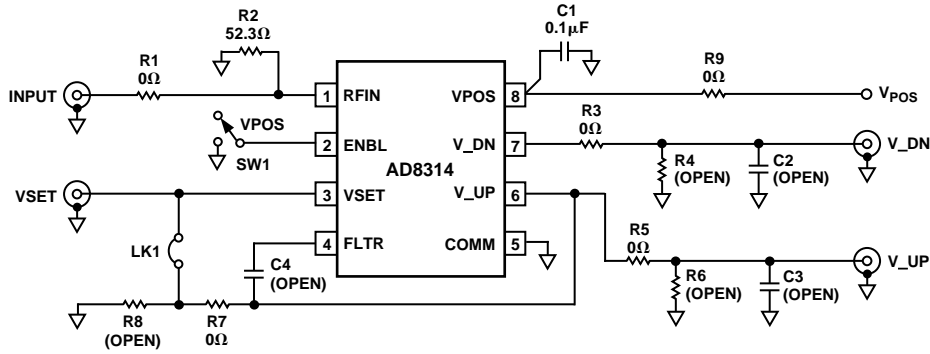 C1
0.1µF
R2
52.3Ω
R1
0Ω
R9
0Ω
INPUT
1 RFIN
VPOS 8
VPOS
R3
0Ω
VPOS
SW1
2 ENBL
V_DN 7
V_DN
AD8314
R4
(OPEN)
C2
(OPEN)
VSET
3 VSET
V_UP 6
LK1
4 FLTR
COMM 5
R5
0Ω
V_UP
C4
(OPEN)
R6
(OPEN)
C3
(OPEN)
R8
(OPEN)
R7
0Ω